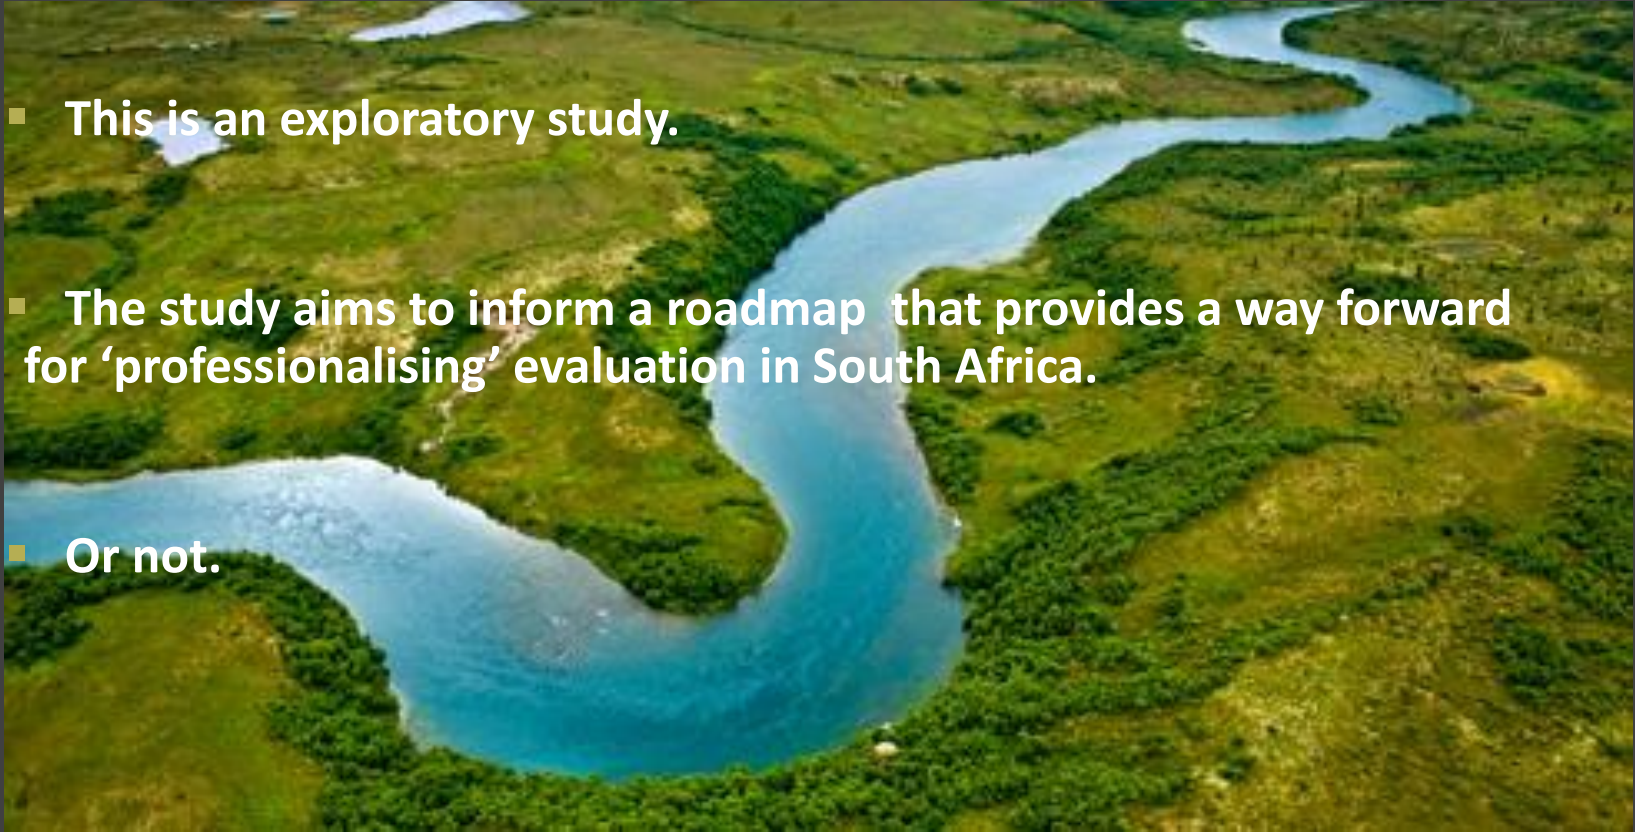 ▪ This is an exploratory study.
▪ The study aims to inform a roadmap  that provides a way forward
for ‘professionalising’ evaluation in South Africa.
▪ Or not.